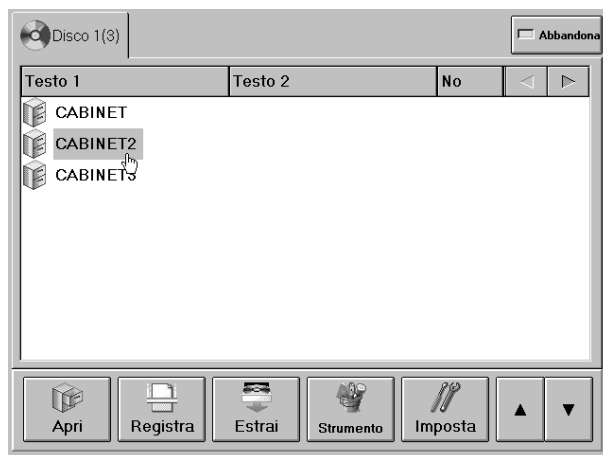 Disco 1(3)
Abbandona
Testo 1 Testo 2 No
CABINET
CABINET2
CABINET3
Apri Registra Estrai Strumento Imposta